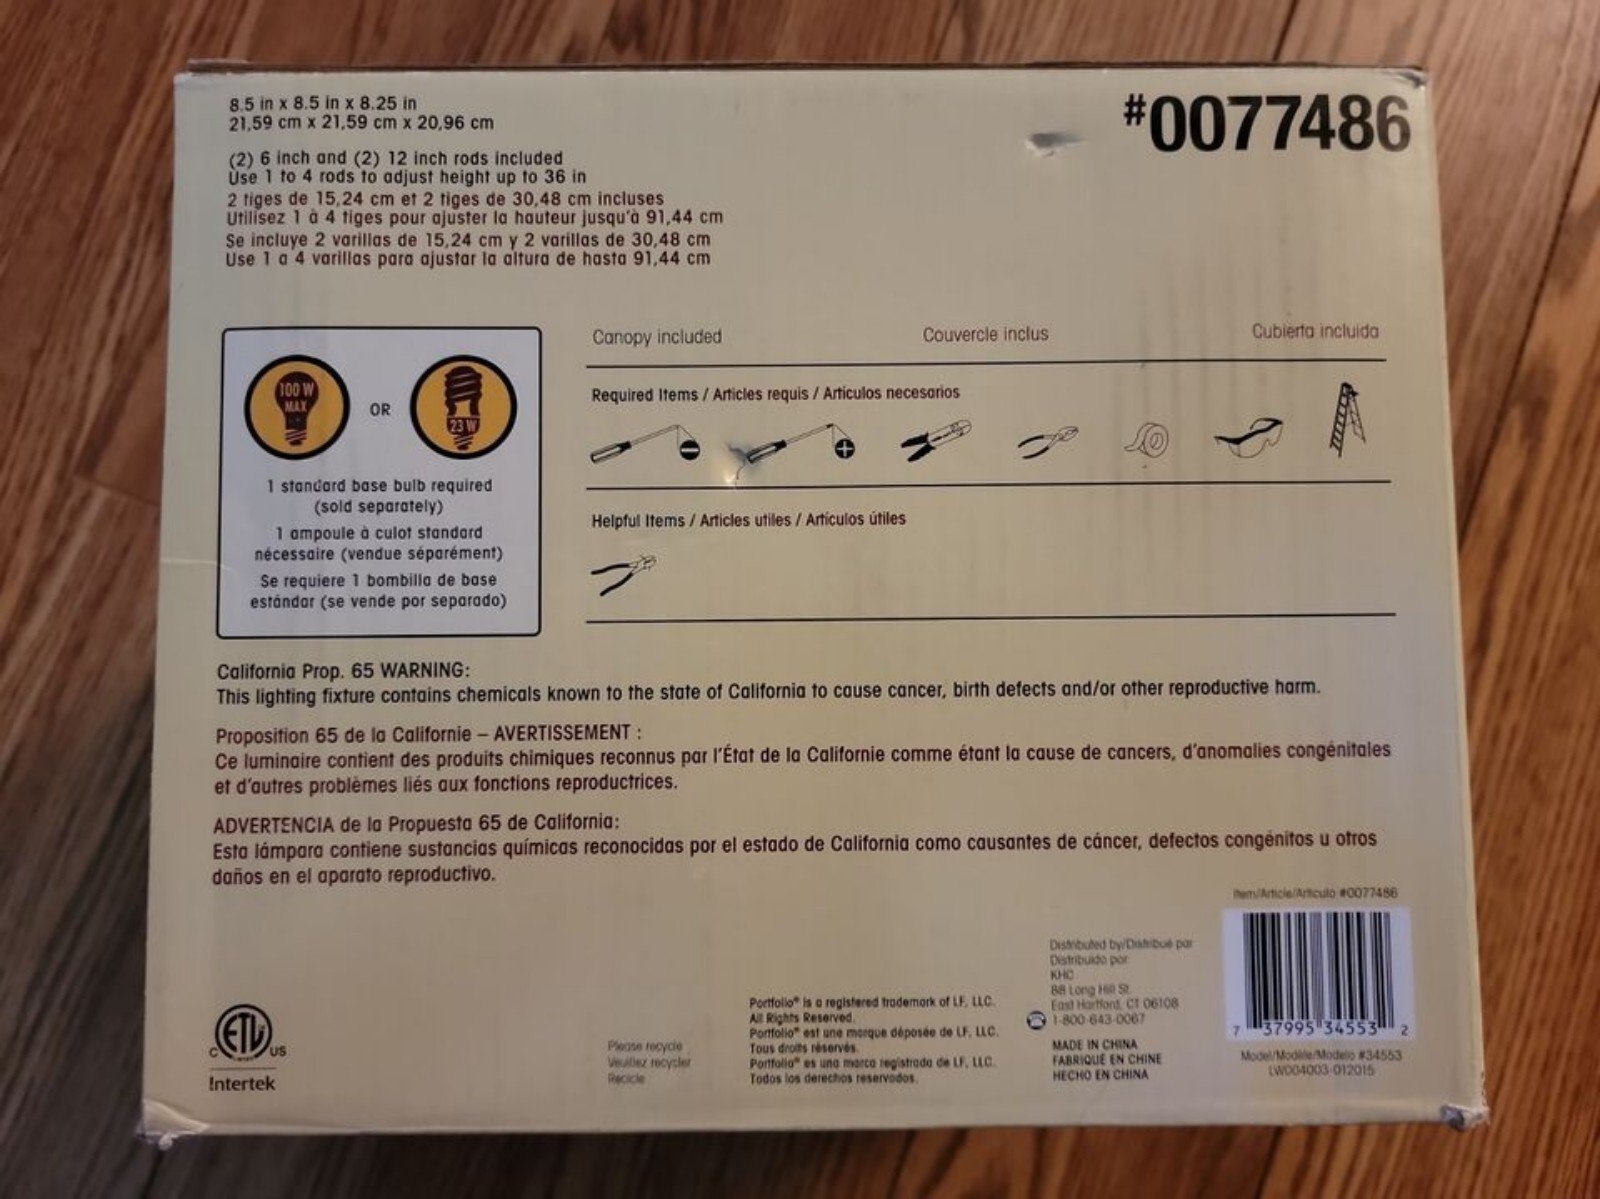 8.5 in x 8.5 in x 8.25 in
21,59 cm x 21,59 cm x 20,96 cm
#0077486
(2) 6 inch and (2) 12 inch rods included
Use 1 to 4 rods to adjust height up to 36 in
2 tiges de 15,24 cm et 2 tiges de 30,48 cm incluses
Utilisez 1 à 4 tiges pour ajuster la hauteur jusqu'à 91,44 cm
Se incluye 2 varillas de 15,24 cm y 2 varillas de 30,48 cm
Use 1 a 4 varillas para ajustar la altura de hasta 91,44 cm
100 W
MAX
OR
23 W
1 standard base bulb required
(sold separately)
1 ampoule à culot standard
nécessaire (vendue séparément)
Se requiere 1 bombilla de base
estándar (se vende por separado)
Canopy included Couvercle inclus Cubierta incluida
Required Items / Articles requis / Artículos necesarios
Helpful Items / Articles utiles / Artículos útiles
California Prop. 65 WARNING:
This lighting fixture contains chemicals known to the state of California to cause cancer, birth defects and/or other reproductive harm.
Proposition 65 de la Californie – AVERTISSEMENT :
Ce luminaire contient des produits chimiques reconnus par l'État de la Californie comme étant la cause de cancers, d'anomalies congénitales
et d'autres problèmes liés aux fonctions reproductrices.
ADVERTENCIA de la Propuesta 65 de California:
Esta lámpara contiene sustancias químicas reconocidas por el estado de California como causantes de cáncer, defectos congénitos u otros
daños en el aparato reproductivo.
C ETL US
Intertek
Please recycle
Veuillez recycler
Recicle
Portfolio® is a registered trademark of LF, LLC.
All Rights Reserved.
Portfolio® est une marque déposée de LF, LLC.
Tous droits réservés.
Portfolio® es una marca registrada de LF, LLC.
Todos los derechos reservados.
Distributed by/Distribué par
Distribuido por:
KHC
88 Long Hill St.
East Hartford, CT 06108
1-800-643-0067
MADE IN CHINA
FABRIQUÉ EN CHINE
HECHO EN CHINA
Item/Article/Artículo #0077486
7 37995 34553 2
Model/Modèle/Modelo #34553
LW004003-012015